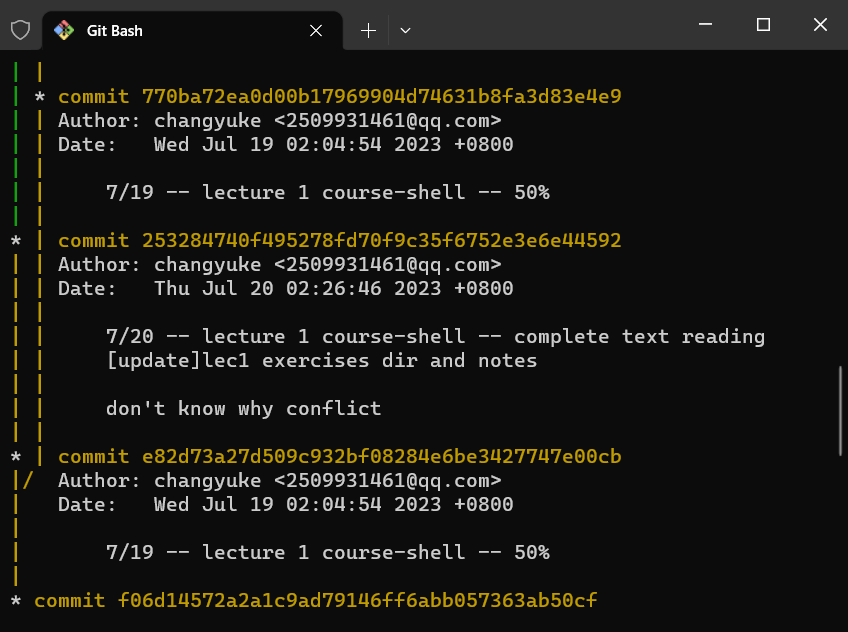 Git Bash
| |
| * commit 770ba72ea0d00b17969904d74631b8fa3d83e4e9
| | Author: changyuke <2509931461@qq.com>
| | Date:   Wed Jul 19 02:04:54 2023 +0800
| |
| |     7/19 -- lecture 1 course-shell -- 50%
| |
* | commit 253284740f495278fd70f9c35f6752e3e6e44592
| | Author: changyuke <2509931461@qq.com>
| | Date:   Thu Jul 20 02:26:46 2023 +0800
| |
| |     7/20 -- lecture 1 course-shell -- complete text reading
| |     [update]lec1 exercises dir and notes
| |
| |     don't know why conflict
| |
* | commit e82d73a27d509c932bf08284e6be3427747e00cb
|/  Author: changyuke <2509931461@qq.com>
|   Date:   Wed Jul 19 02:04:54 2023 +0800
|
|       7/19 -- lecture 1 course-shell -- 50%
|
* commit f06d14572a2a1c9ad79146ff6abb057363ab50cf